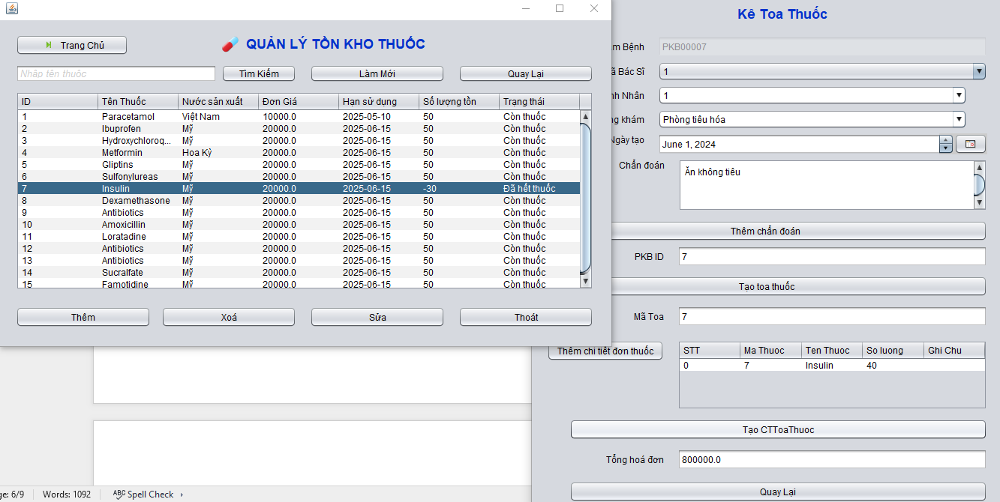 Trang Chủ
QUẢN LÝ TỒN KHO THUỐC
Nhập tên thuốc
Tìm Kiếm
Làm Mới
Quay Lại
ID Tên Thuốc Nước sản xuất Đơn Giá Hạn sử dụng Số lượng tồn Trạng thái
1 Paracetamol Việt Nam 10000.0 2025-05-10 50 Còn thuốc
2 Ibuprofen Mỹ 20000.0 2025-06-15 50 Còn thuốc
3 Hydroxychloroq... Mỹ 20000.0 2025-06-15 50 Còn thuốc
4 Metformin Hoa Kỳ 20000.0 2025-06-15 50 Còn thuốc
5 Gliptins Mỹ 20000.0 2025-06-15 50 Còn thuốc
6 Sulfonylureas Mỹ 20000.0 2025-06-15 50 Còn thuốc
7 Insulin Mỹ 20000.0 2025-06-15 -30 Đã hết thuốc
8 Dexamethasone Mỹ 20000.0 2025-06-15 50 Còn thuốc
9 Antibiotics Mỹ 20000.0 2025-06-15 50 Còn thuốc
10 Amoxicillin Mỹ 20000.0 2025-06-15 50 Còn thuốc
11 Loratadine Mỹ 20000.0 2025-06-15 50 Còn thuốc
12 Antibiotics Mỹ 20000.0 2025-06-15 50 Còn thuốc
13 Antibiotics Mỹ 20000.0 2025-06-15 50 Còn thuốc
14 Sucralfate Mỹ 20000.0 2025-06-15 50 Còn thuốc
15 Famotidine Mỹ 20000.0 2025-06-15 50 Còn thuốc
Thêm
Xoá
Sửa
Thoát
Kê Toa Thuốc
m Bệnh PKB00007
ã Bác Sĩ 1
nh Nhân 1
g khám Phòng tiêu hóa
Ngày tạo June 1, 2024
Chẩn đoán Ăn không tiêu
Thêm chẩn đoán
PKB ID 7
Tạo toa thuốc
Mã Toa 7
Thêm chi tiết đơn thuốc
STT Ma Thuoc Ten Thuoc So luong Ghi Chu
0 7 Insulin 40
Tạo CTToaThuoc
Tổng hoá đơn 800000.0
Quay Lại
ge: 6/9 Words: 1092 ABC Spell Check